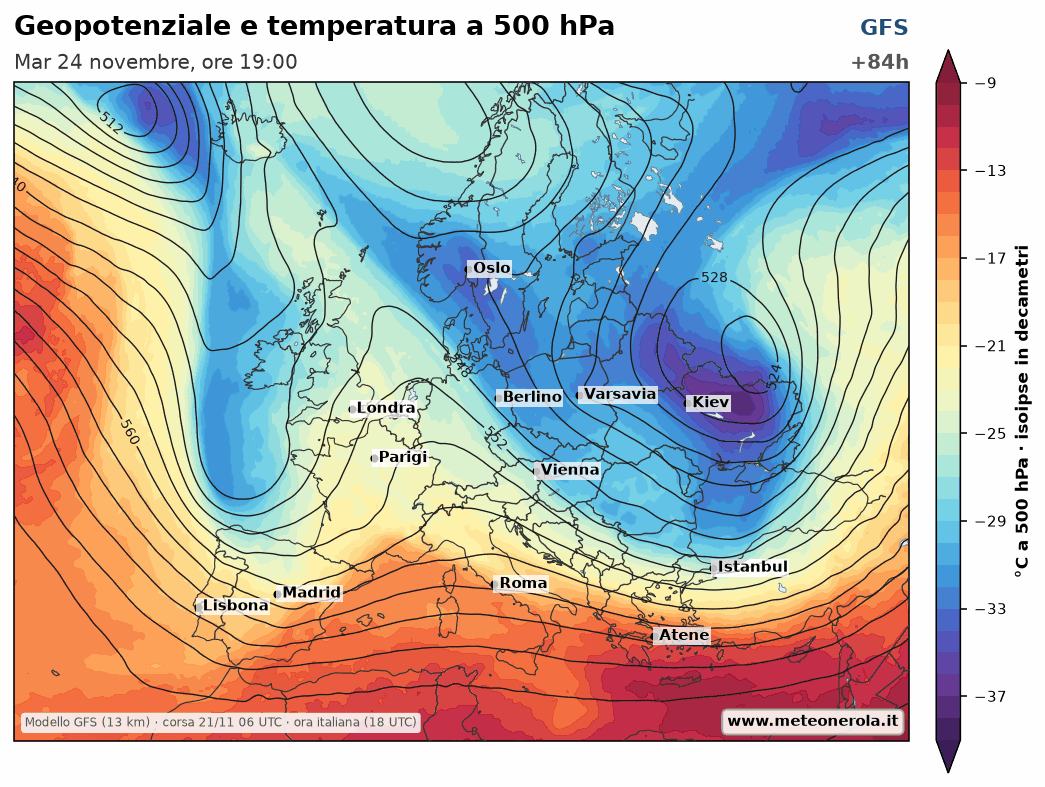 Geopotenziale e temperatura a 500 hPa
GFS
Mar 24 novembre, ore 19:00
+84h
−9
512
−13
40
−17
Oslo
528
−21
524
Berlino
Varsavia
Kiev
Londra
560
552
−25
Parigi
Vienna
°C a 500 hPa · isoipse in decametri
−29
Istanbul
Roma
Madrid
Lisbona
−33
Atene
−37
Modello GFS (13 km) · corsa 21/11 06 UTC · ora italiana (18 UTC)
www.meteonerola.it